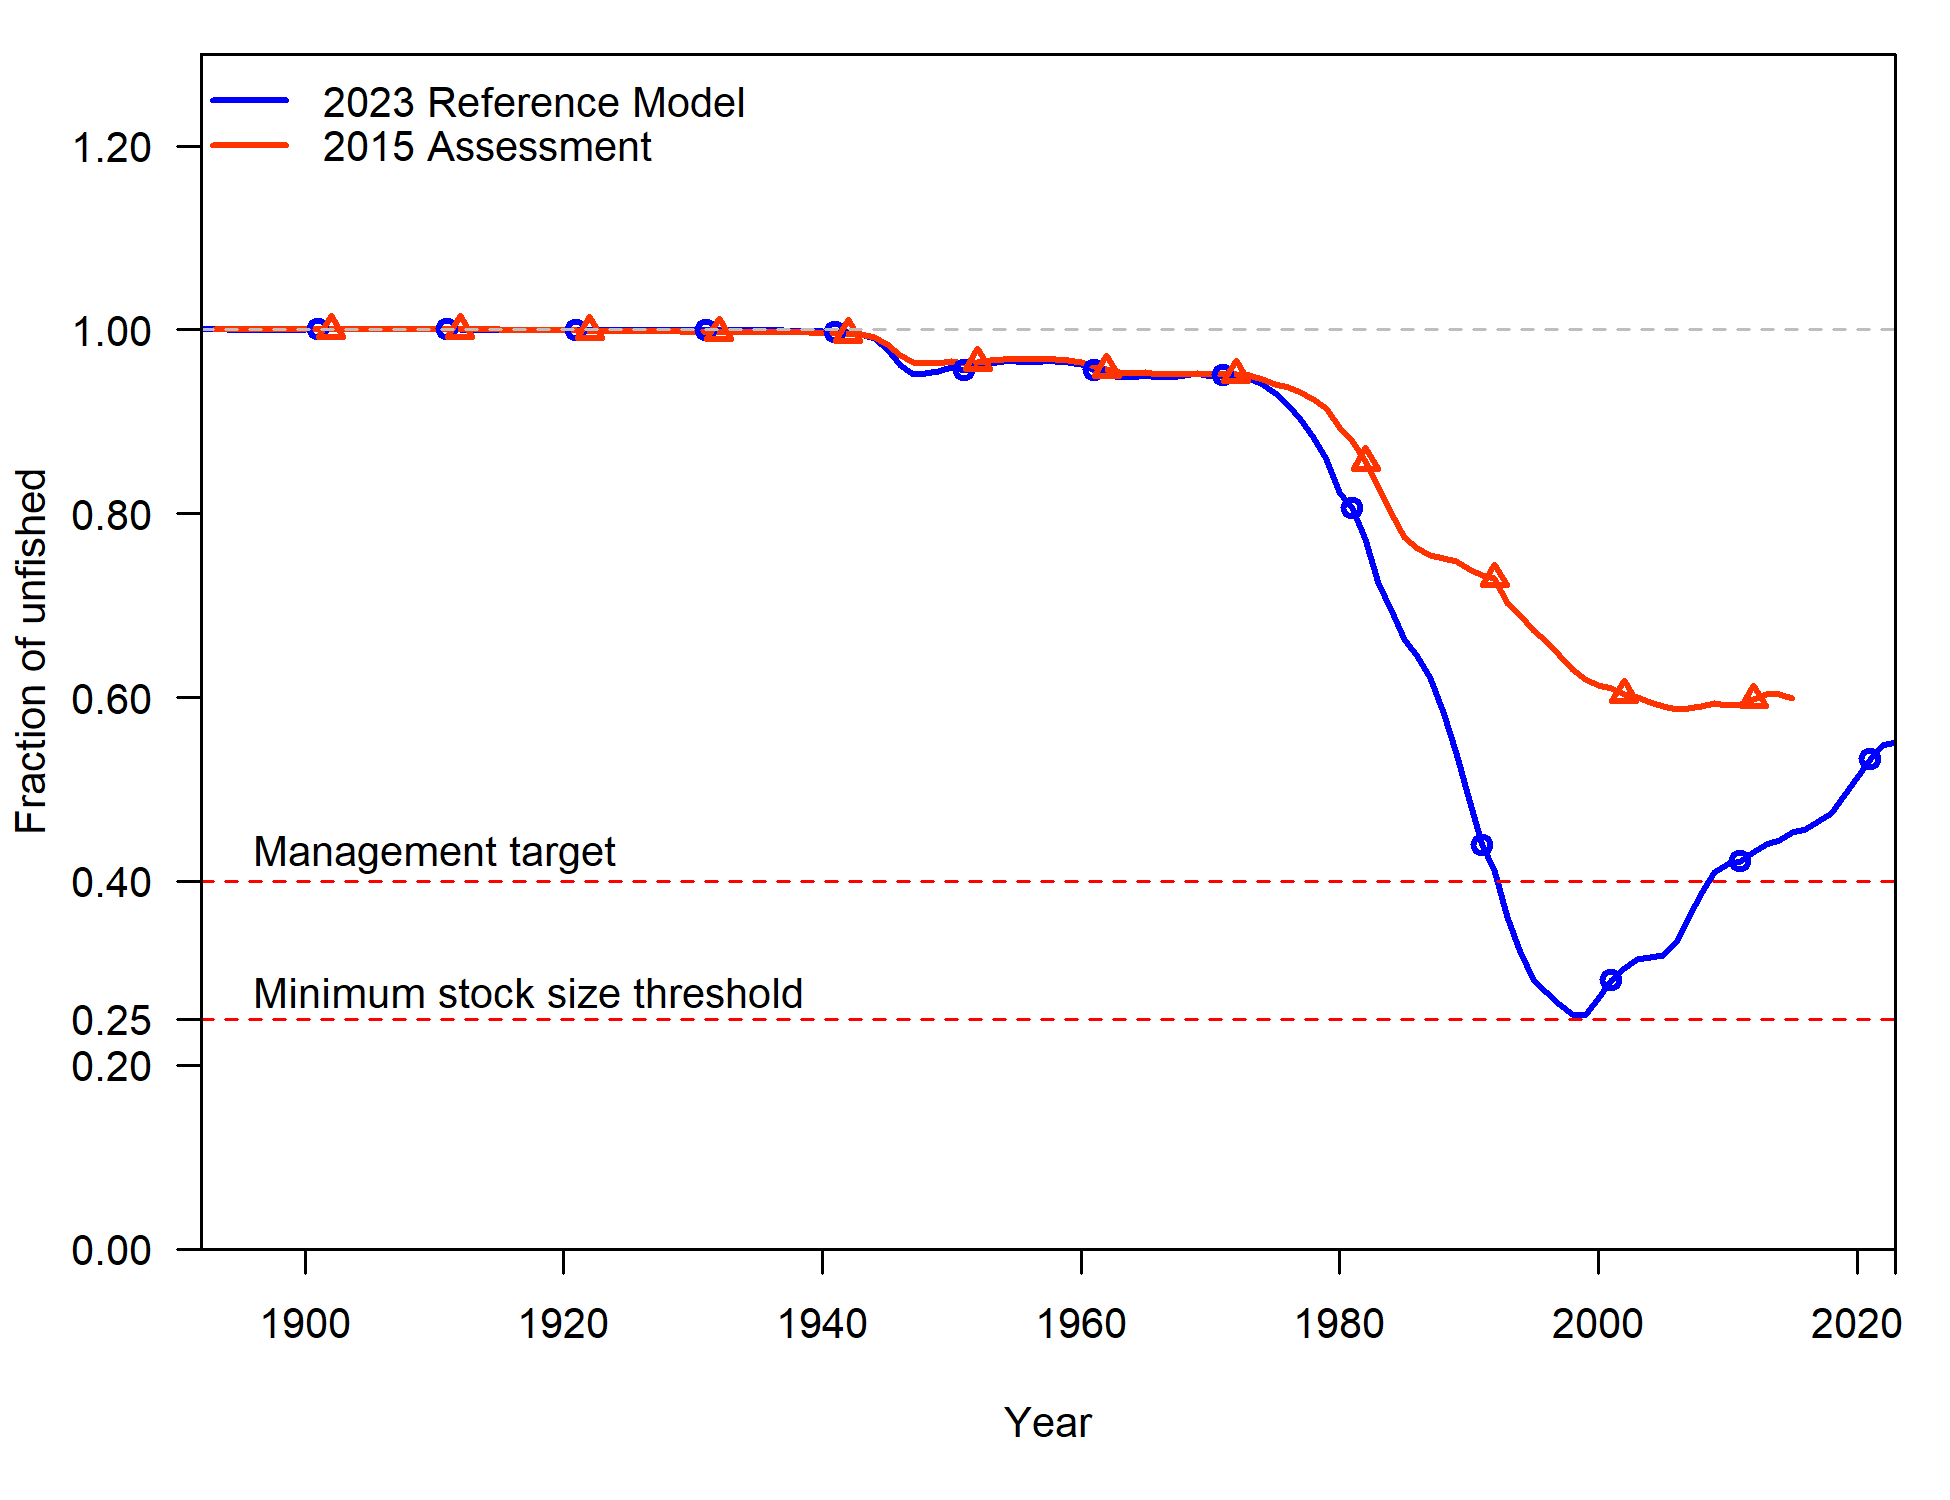 2023 Reference Model
2015 Assessment
1.20
1.00
0.80
0.60
0.40
0.25
0.20
0.00
Fraction of unfished
Management target
Minimum stock size threshold
1900 1920 1940 1960 1980 2000 2020
Year